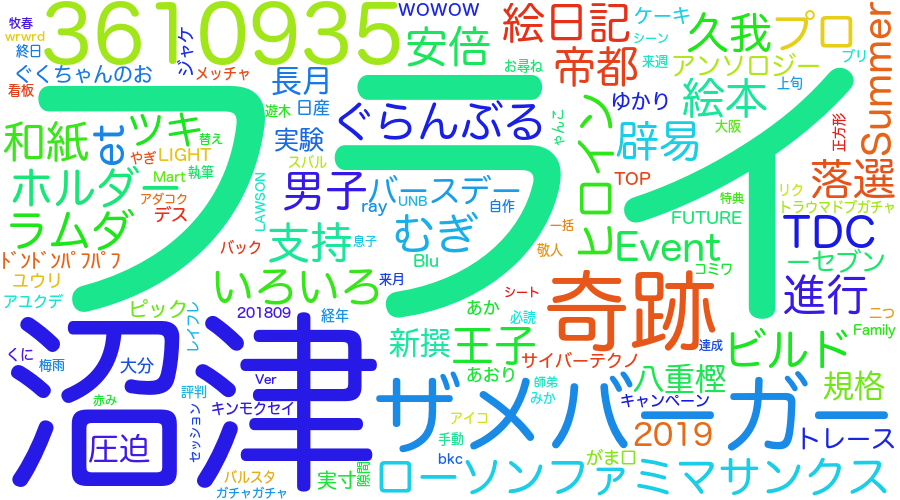 牧春
wrwrd
終日
3610935
ジャケ
WOWOW
安倍
絵日記
ケーキ
シーン
久我
プロ
Summer
ぐくちゃんのお
メッチャ
看板
長月
お尋ね
帝都
来週
アンソロジー
プリ
フライ
遊木
日産
ぐらんぶる
ゆかり
絵本
上旬
和紙
et
ツキ
替え
実験
ヒロイン
辟易
大阪
正方形
やぎ
LIGHT
スバル
ホルダー
Mart
執筆
男子
バースデー
TOP
落選
特典
リク
アダコク
デス
LAWSON
ray
UNB
自作
FUTURE
トラウマドプガチャ
ラムダ
バック
支持
息子
むぎ
一括
敬人
Event
TDC
ーセブン
ﾄﾞﾝﾄﾞﾝﾊﾟﾌﾊﾟﾌ
ユウリ
いろいろ
Blu
来月
コミワ
進行
アユクデ
ピック
レイフレ
201809
経年
あか
シート
必読
奇跡
二つ
Family
沼津
くに
梅雨
大分
新撰
王子
サイバーテクノ
達成
ビルド
Ver
あおり
師弟
みか
八重樫
規格
赤み
評判
キンモクセイ
ザメバーガー
キャンペーン
圧迫
セッション
アイコ
手動
2019
トレース
バルスタ
ガチャガチャ
実寸
bkc
がま口
ローソンファミマサンクス